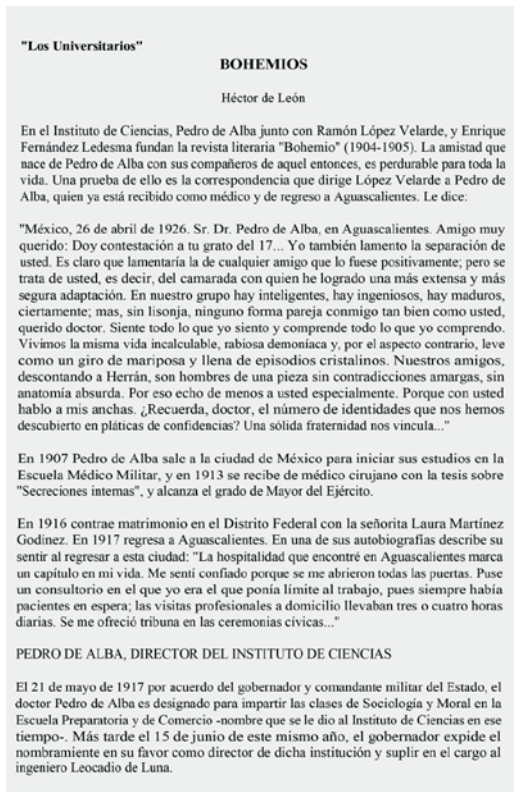 "Los Universitarios"
BOHEMIOS
Héctor de León
En el Instituto de Ciencias, Pedro de Alba junto con Ramón López Velarde, y Enrique
Fernández Ledesma fundan la revista literaria "Bohemio" (1904-1905). La amistad que
nace de Pedro de Alba con sus compañeros de aquel entonces, es perdurable para toda la
vida. Una prueba de ello es la correspondencia que dirige López Velarde a Pedro de
Alba, quien ya está recibido como médico y de regreso a Aguascalientes. Le dice:
"México, 26 de abril de 1926. Sr. Dr. Pedro de Alba, en Aguascalientes. Amigo muy
querido: Doy contestación a tu grato del 17... Yo también lamento la separación de
usted. Es claro que lamentaría la de cualquier amigo que lo fuese positivamente; pero se
trata de usted, es decir, del camarada con quien he logrado una más extensa y más
segura adaptación. En nuestro grupo hay inteligentes, hay ingeniosos, hay maduros,
ciertamente; mas, sin lisonja, ninguno forma pareja conmigo tan bien como usted,
querido doctor. Siente todo lo que yo siento y comprende todo lo que yo comprendo.
Vivimos la misma vida incalculable, rabiosa demoníaca y, por el aspecto contrario, leve
como un giro de mariposa y llena de episodios cristalinos. Nuestros amigos,
descontando a Herrán, son hombres de una pieza sin contradicciones amargas, sin
anatomía absurda. Por eso echo de menos a usted especialmente. Porque con usted
hablo a mis anchas. ¿Recuerda, doctor, el número de identidades que nos hemos
descubierto en pláticas de confidencias? Una sólida fraternidad nos vincula..."
En 1907 Pedro de Alba sale a la ciudad de México para iniciar sus estudios en la
Escuela Médico Militar, y en 1913 se recibe de médico cirujano con la tesis sobre
"Secreciones internas", y alcanza el grado de Mayor del Ejército.
En 1916 contrae matrimonio en el Distrito Federal con la señorita Laura Martínez
Godínez. En 1917 regresa a Aguascalientes. En una de sus autobiografías describe su
sentir al regresar a esta ciudad: "La hospitalidad que encontré en Aguascalientes marca
un capítulo en mi vida. Me sentí confiado porque se me abrieron todas las puertas. Puse
un consultorio en el que yo era el que ponía límite al trabajo, pues siempre había
pacientes en espera; las visitas profesionales a domicilio llevaban tres o cuatro horas
diarias. Se me ofreció tribuna en las ceremonias cívicas..."
PEDRO DE ALBA, DIRECTOR DEL INSTITUTO DE CIENCIAS
El 21 de mayo de 1917 por acuerdo del gobernador y comandante militar del Estado, el
doctor Pedro de Alba es designado para impartir las clases de Sociología y Moral en la
Escuela Preparatoria y de Comercio -nombre que se le dio al Instituto de Ciencias en ese
tiempo-. Más tarde el 15 de junio de este mismo año, el gobernador expide el
nombramiento en su favor como director de dicha institución y suplir en el cargo al
ingeniero Leocadio de Luna.